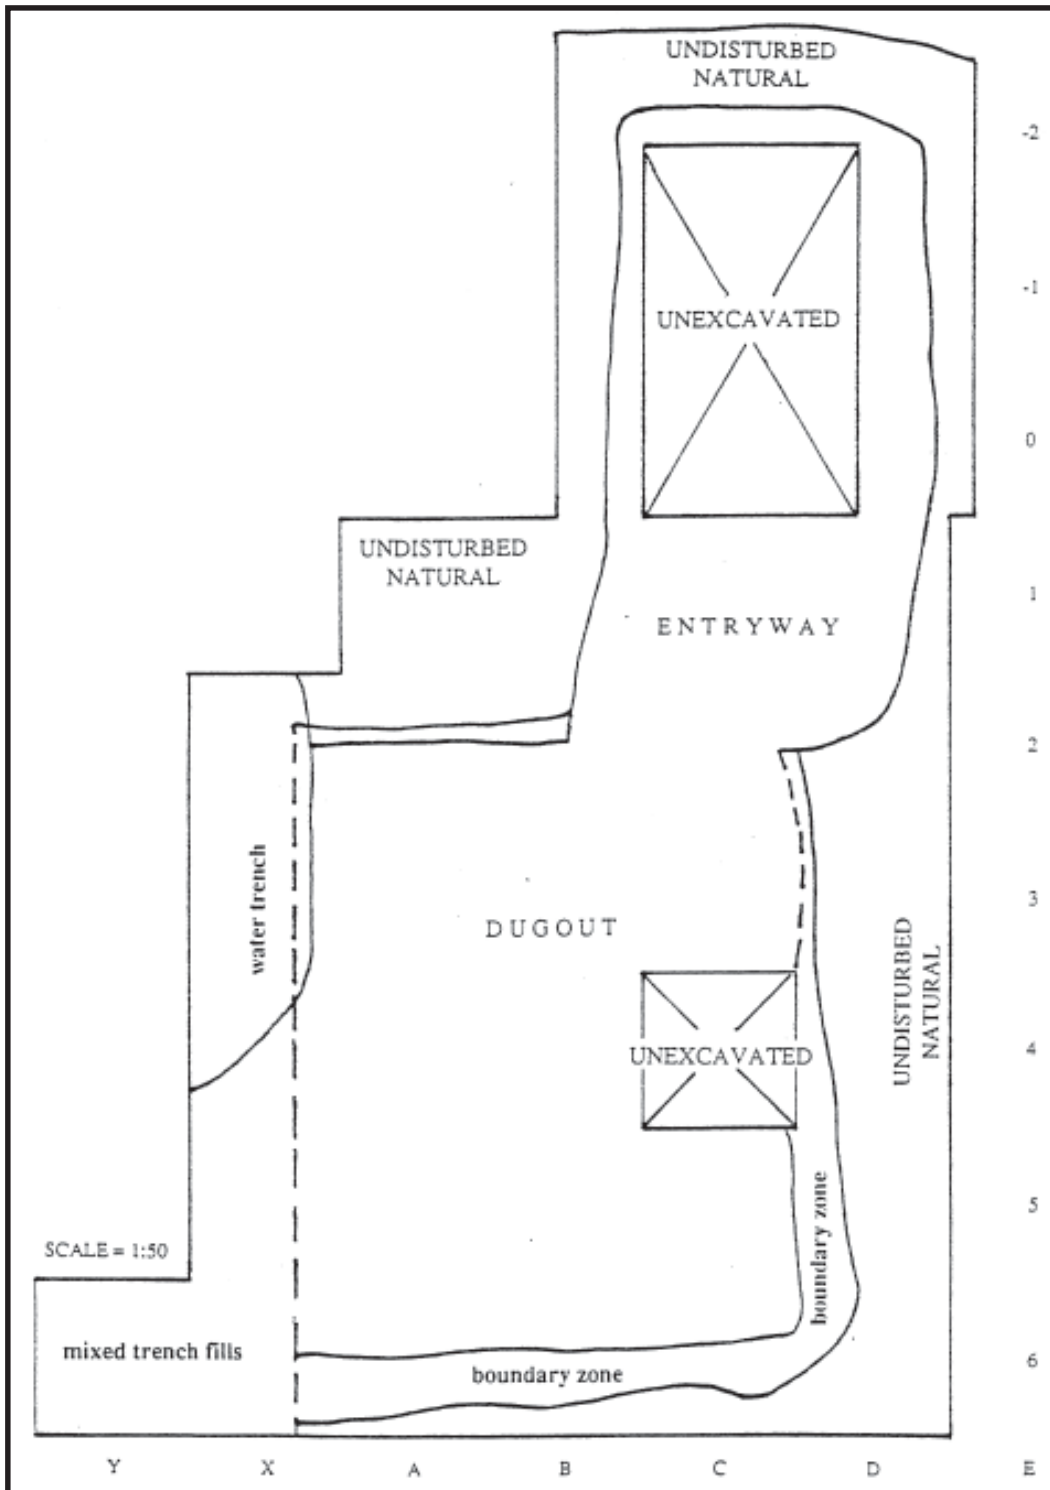 UNDISTURBED
NATURAL
-2
-1
UNEXCAVATED
0
UNDISTURBED
NATURAL
1
ENTRYWAY
2
water trench
3
DUGOUT
UNDISTURBED
NATURAL
4
UNEXCAVATED
boundary zone
5
SCALE = 1:50
mixed trench fills
6
boundary zone
Y X A B C D E